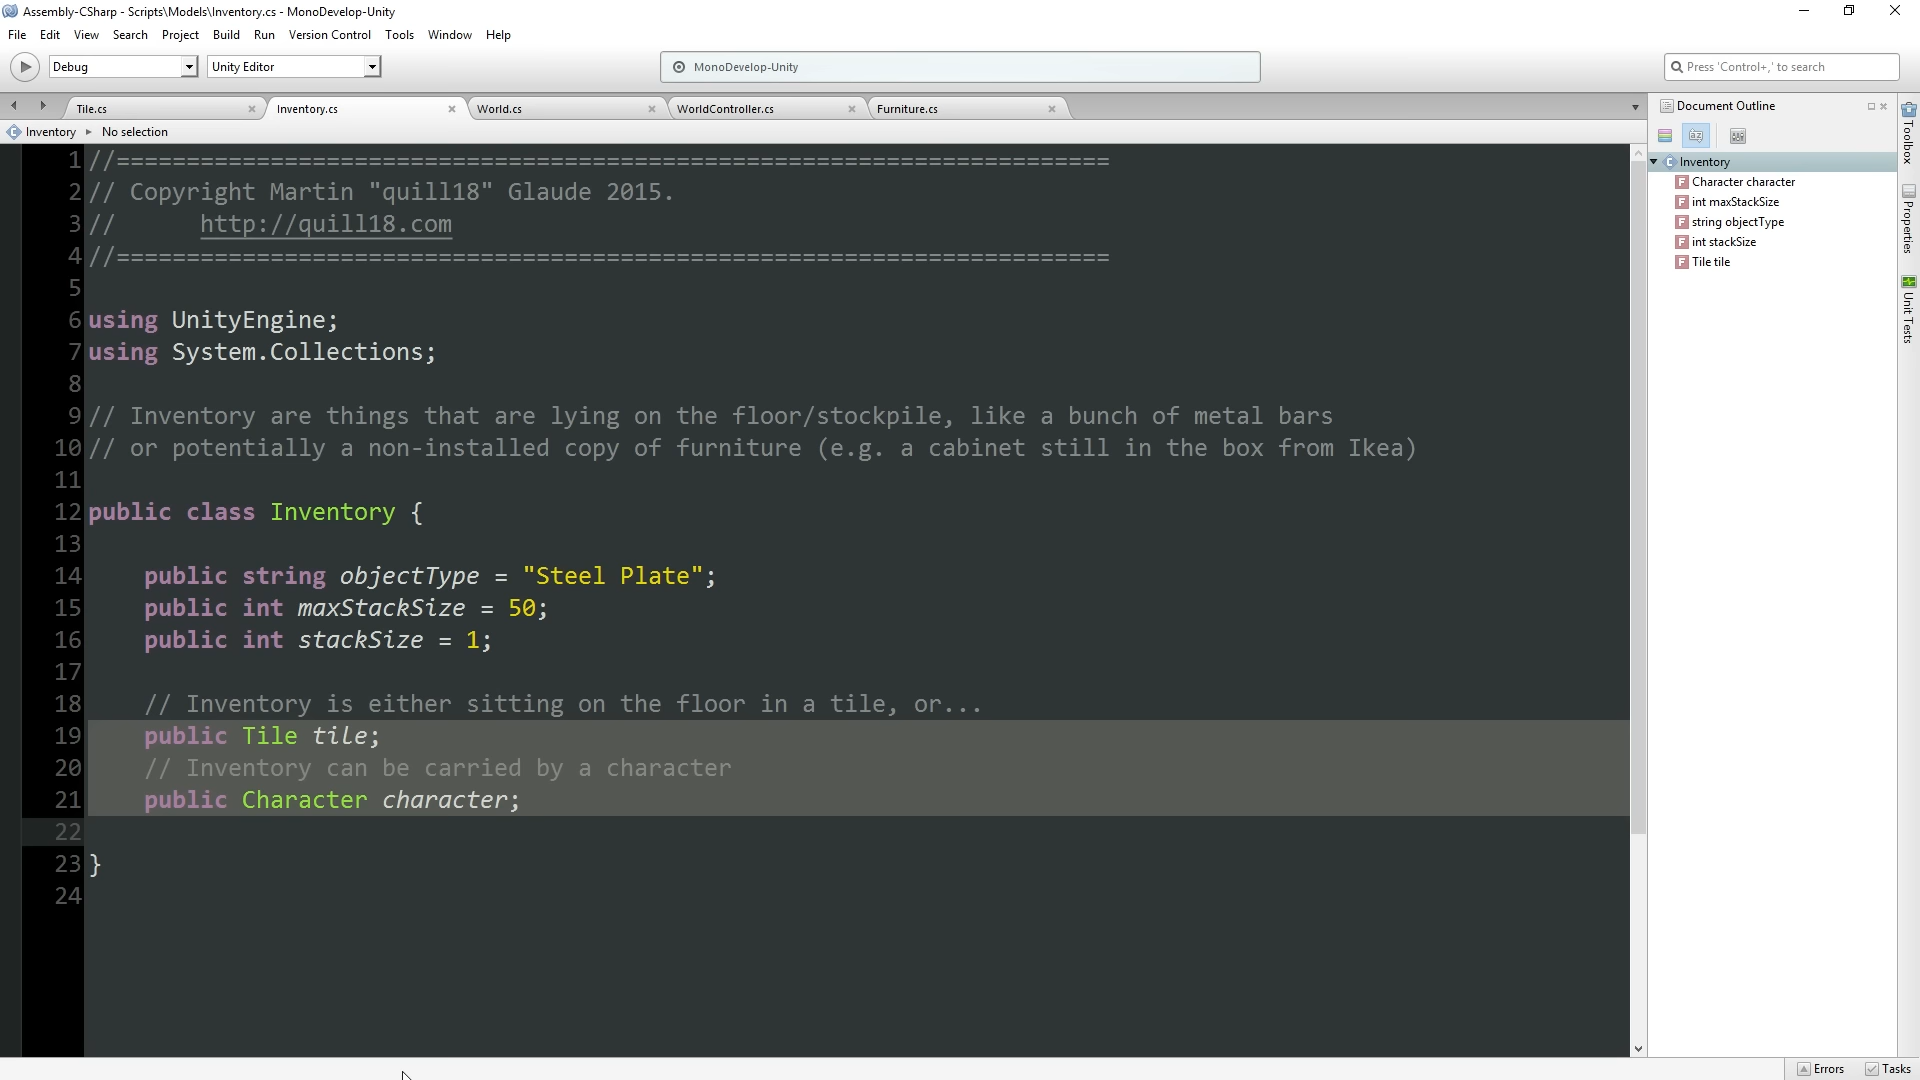 Assembly-CSharp - Scripts\Models\Inventory.cs - MonoDevelop-Unity
File Edit View Search Project Build Run Version Control Tools Window Help
Debug Unity Editor MonoDevelop-Unity Press 'Control+,' to search
Tile.cs Inventory.cs World.cs WorldController.cs Furniture.cs
Inventory No selection
1 //=======================================================================
2 // Copyright Martin "quill18" Glaude 2015.
3 //		http://quill18.com
4 //=======================================================================
5
6 using UnityEngine;
7 using System.Collections;
8
9 // Inventory are things that are lying on the floor/stockpile, like a bunch of metal bars
10 // or potentially a non-installed copy of furniture (e.g. a cabinet still in the box from Ikea)
11
12 public class Inventory {
13
14     public string objectType = "Steel Plate";
15     public int maxStackSize = 50;
16     public int stackSize = 1;
17
18     // Inventory is either sitting on the floor in a tile, or...
19     public Tile tile;
20     // Inventory can be carried by a character
21     public Character character;
22
23 }
24
Document Outline
Inventory
F Character character
F int maxStackSize
F string objectType
F int stackSize
F Tile tile
Toolbox
Properties
Unit Tests
Errors Tasks